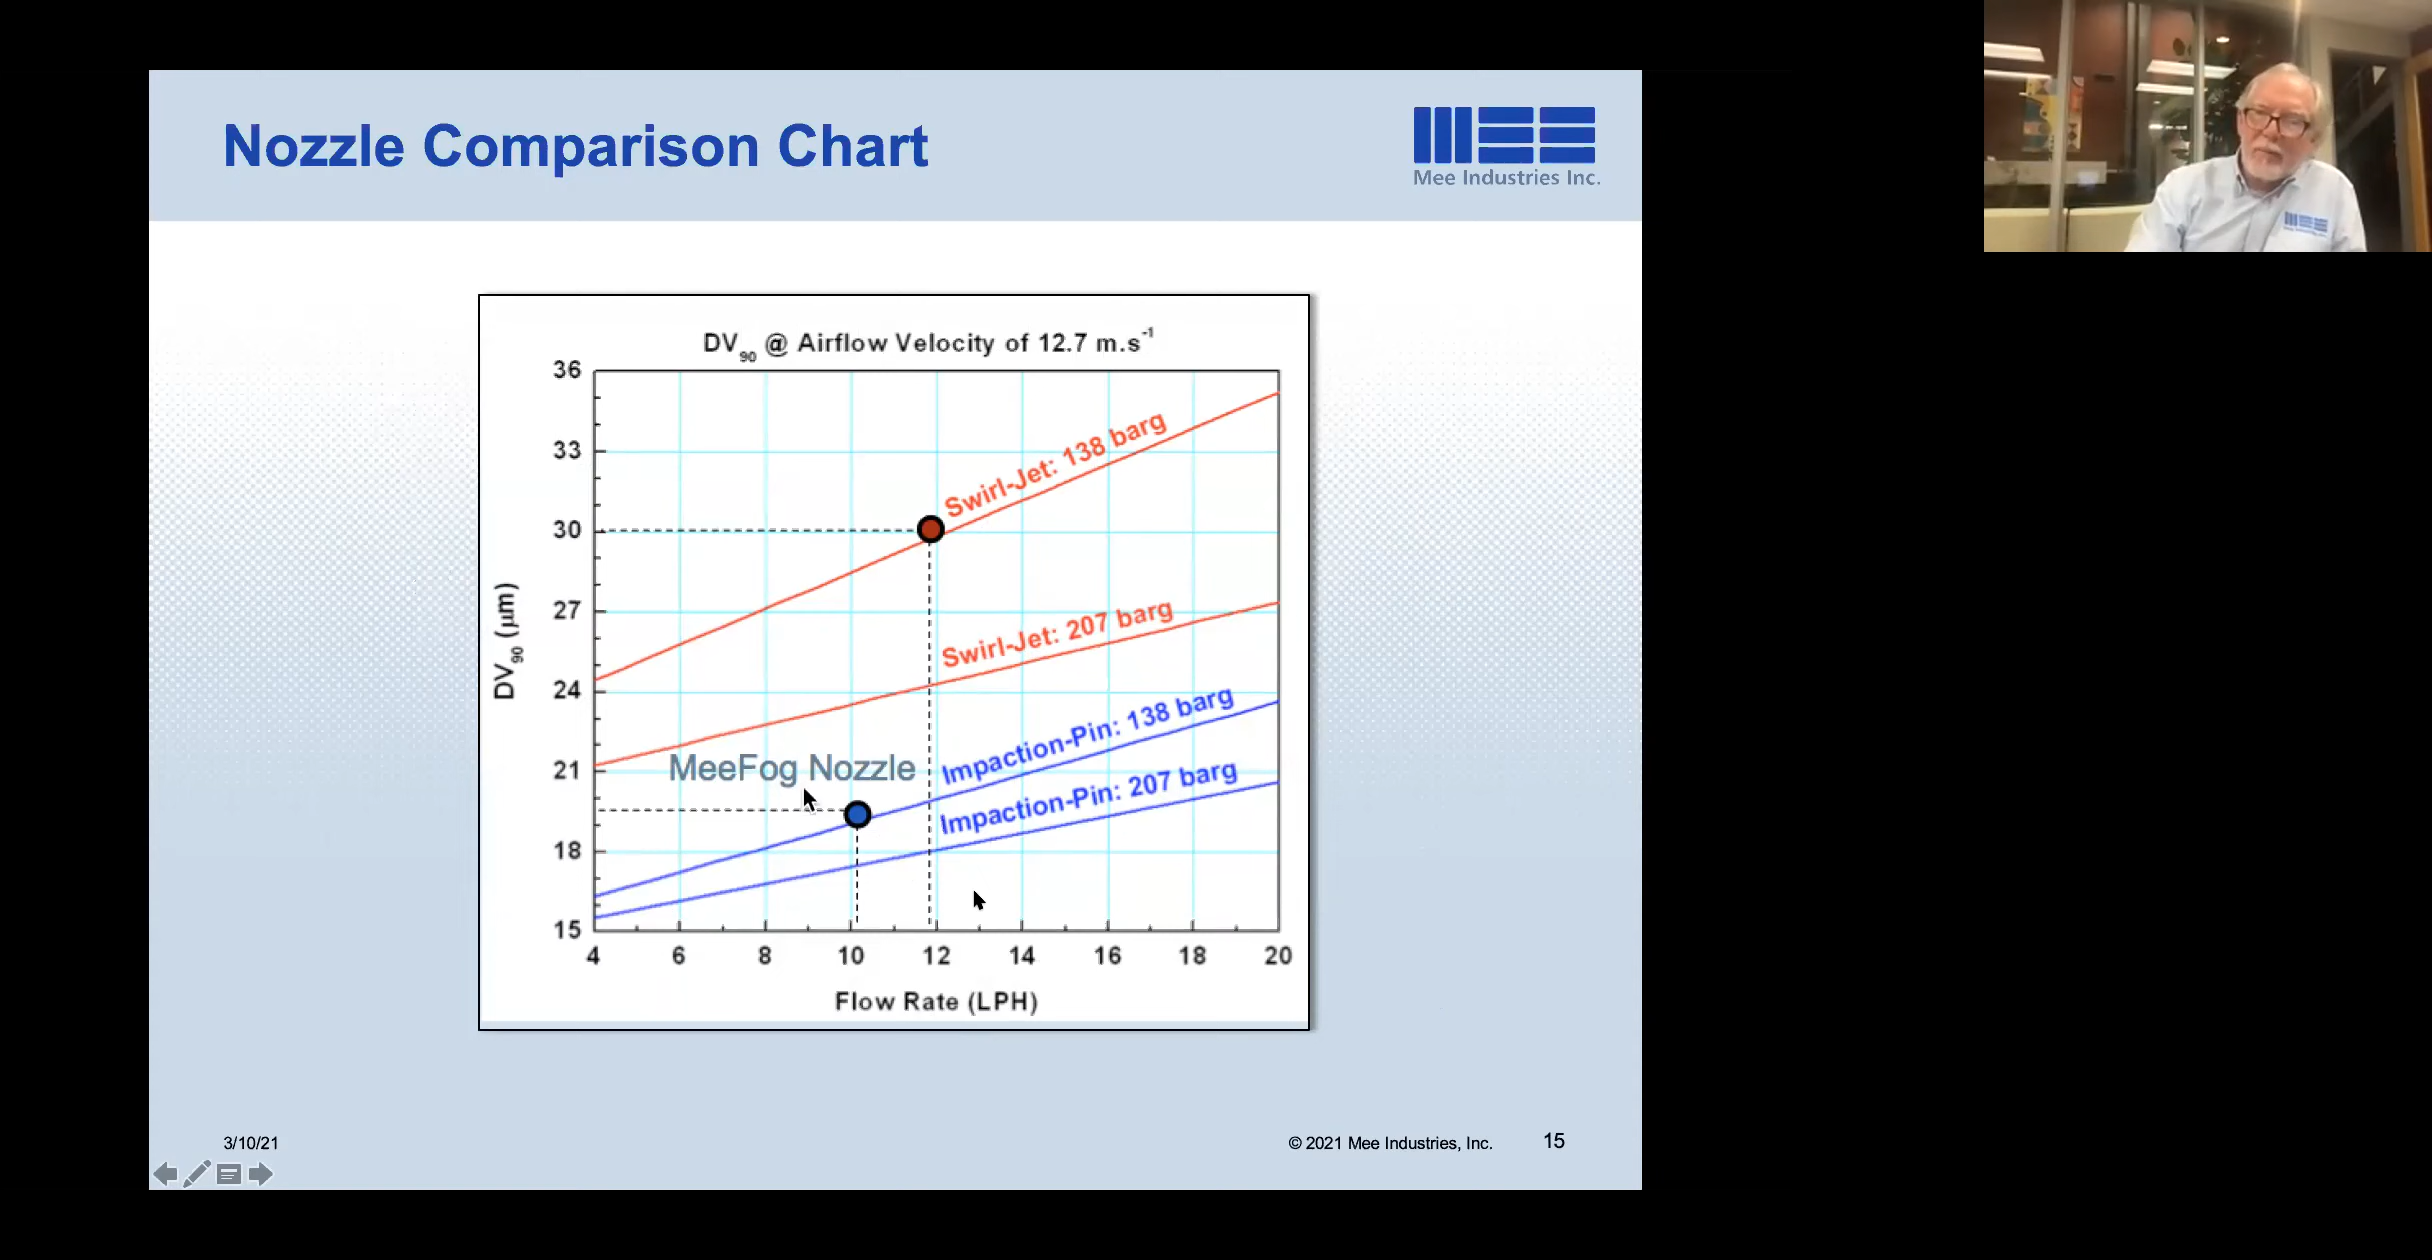 Nozzle Comparison Chart
MEE
Mee Industries Inc.
DV90 @ Airflow Velocity of 12.7 m.s-1
36
33
30
27
24
21
18
15
DV90 (µm)
Swirl-Jet: 138 barg
Swirl-Jet: 207 barg
Impaction-Pin: 138 barg
MeeFog Nozzle
Impaction-Pin: 207 barg
4 6 8 10 12 14 16 18 20
Flow Rate (LPH)
3/10/21
© 2021 Mee Industries, Inc.
15